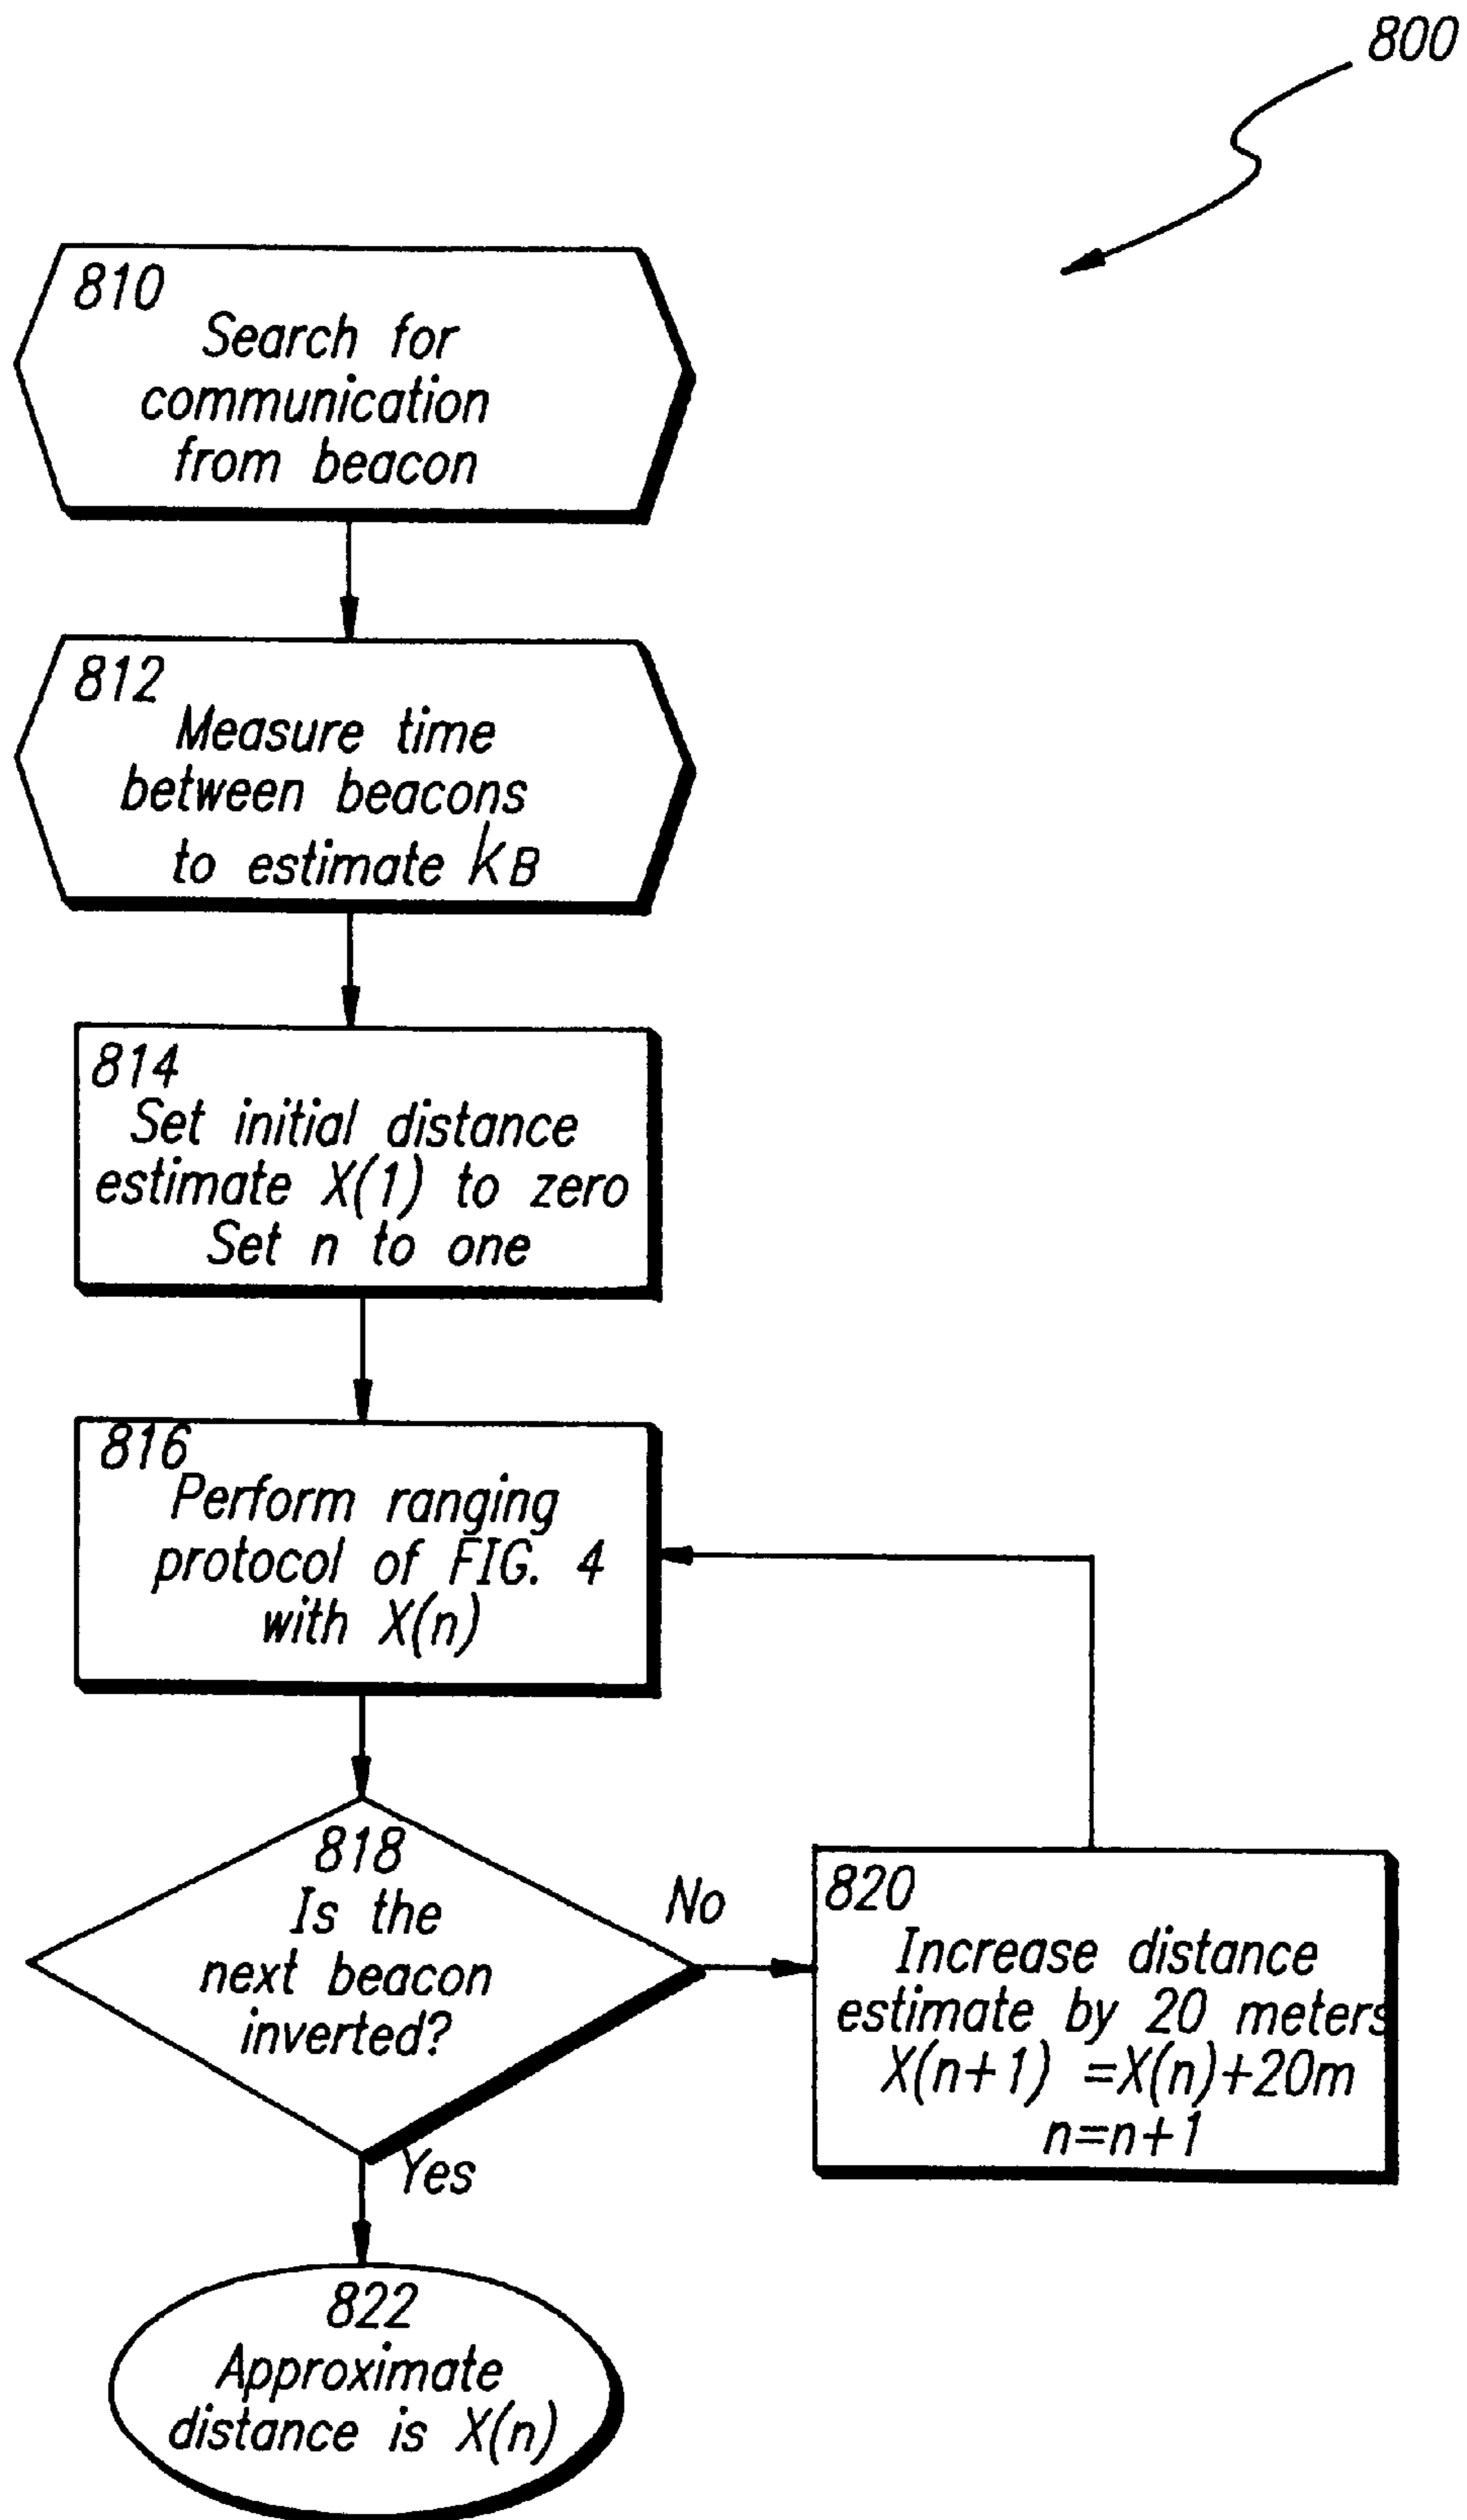 800
810
Search for
communication
from beacon
812
Measure time
between beacons
to estimate kB
814
Set initial distance
estimate X(1) to zero
Set n to one
816
Perform ranging
protocol of FIG. 4
with X(n)
818
Is the
next beacon
inverted?
No
820
Increase distance
estimate by 20 meters
X(n+1) =X(n)+20m
n=n+1
Yes
822
Approximate
distance is X(n)